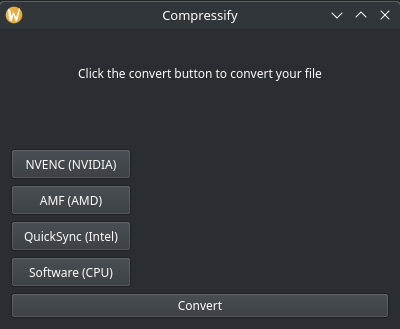 Compressify
Click the convert button to convert your file
NVENC (NVIDIA)
AMF (AMD)
QuickSync (Intel)
Software (CPU)
Convert